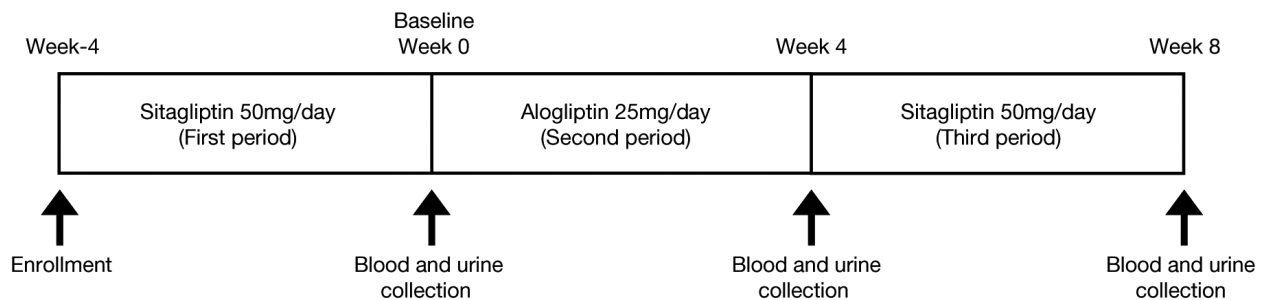 Baseline
Week-4
Week 0
Week 4
Week 8
Sitagliptin 50mg/day
(First period)
Alogliptin 25mg/day
(Second period)
Sitagliptin 50mg/day
(Third period)
Enrollment
Blood and urine
collection
Blood and urine
collection
Blood and urine
collection